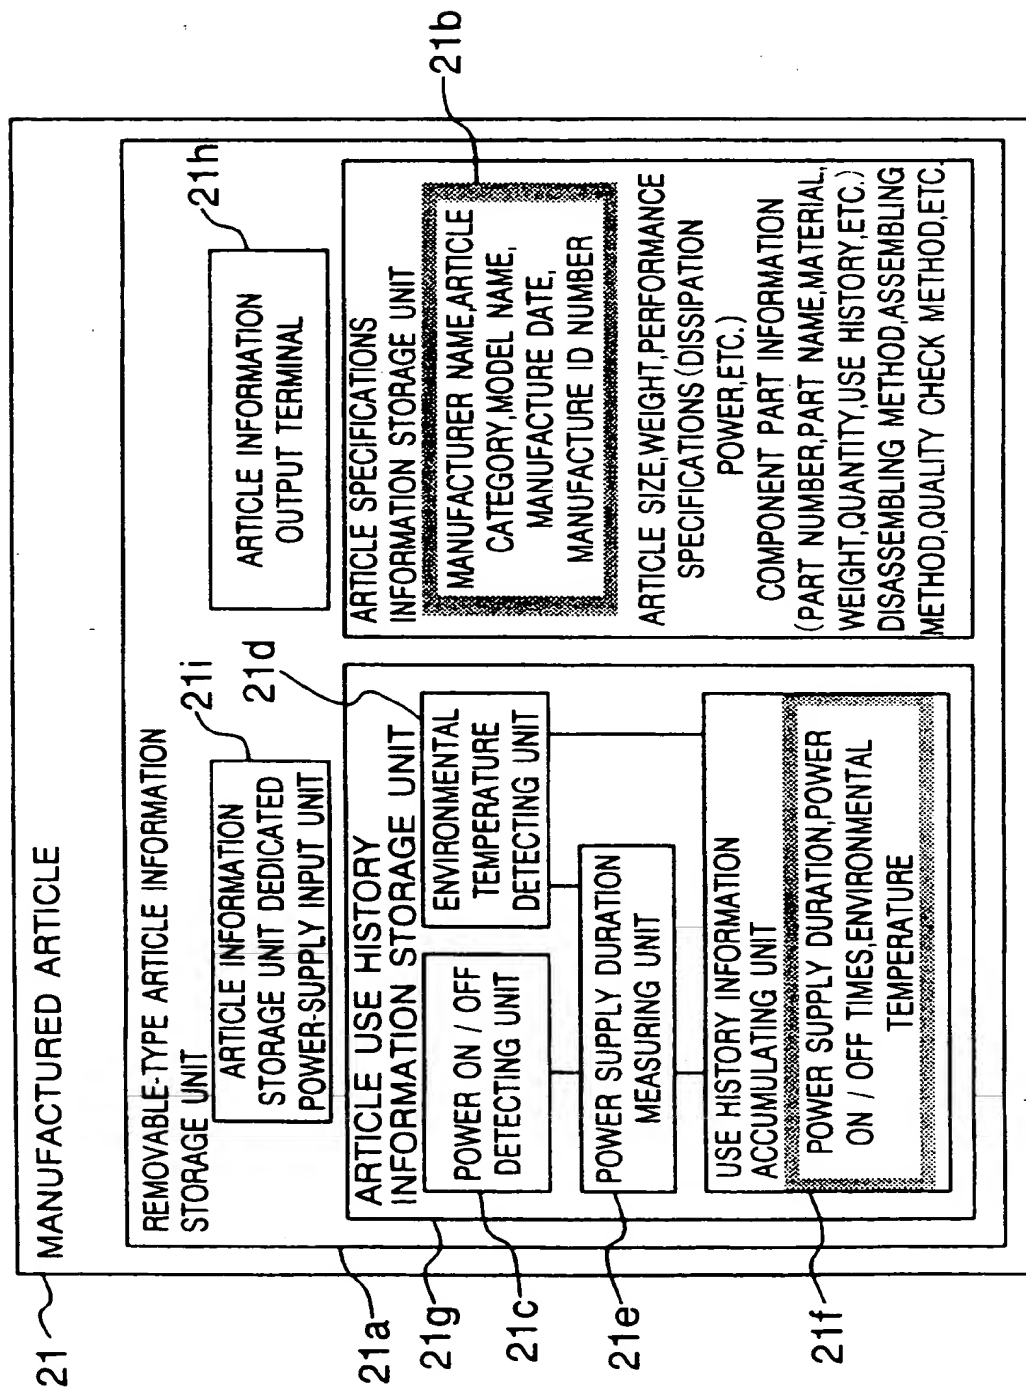 21
MANUFACTURED ARTICLE
REMOVABLE-TYPE ARTICLE INFORMATION
STORAGE UNIT
21a
ARTICLE INFORMATION
STORAGE UNIT DEDICATED
POWER-SUPPLY INPUT UNIT
21i
ARTICLE INFORMATION
OUTPUT TERMINAL
21h
21g
ARTICLE USE HISTORY
INFORMATION STORAGE UNIT
21c
POWER ON / OFF
DETECTING UNIT
21d
ENVIRONMENTAL
TEMPERATURE
DETECTING UNIT
21e
POWER SUPPLY DURATION
MEASURING UNIT
USE HISTORY INFORMATION
ACCUMULATING UNIT
21f
POWER SUPPLY DURATION,POWER
ON / OFF TIMES,ENVIRONMENTAL
TEMPERATURE
ARTICLE SPECIFICATIONS
INFORMATION STORAGE UNIT
21b
MANUFACTURER NAME,ARTICLE
CATEGORY,MODEL NAME,
MANUFACTURE DATE,
MANUFACTURE ID NUMBER
ARTICLE SIZE,WEIGHT,PERFORMANCE
SPECIFICATIONS(DISSIPATION
POWER,ETC.)
COMPONENT PART INFORMATION
(PART NUMBER,PART NAME,MATERIAL,
WEIGHT,QUANTITY,USE HISTORY,ETC.)
DISASSEMBLING METHOD,ASSEMBLING
METHOD,QUALITY CHECK METHOD,ETC.